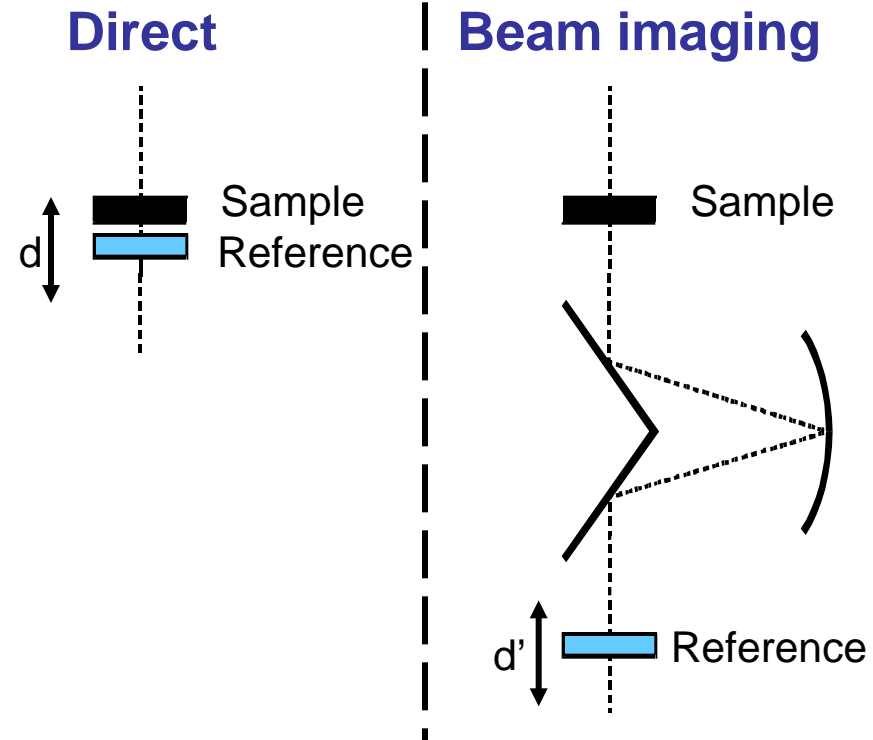 Direct
Sample
d
Reference
Beam imaging
Sample
d'
Reference